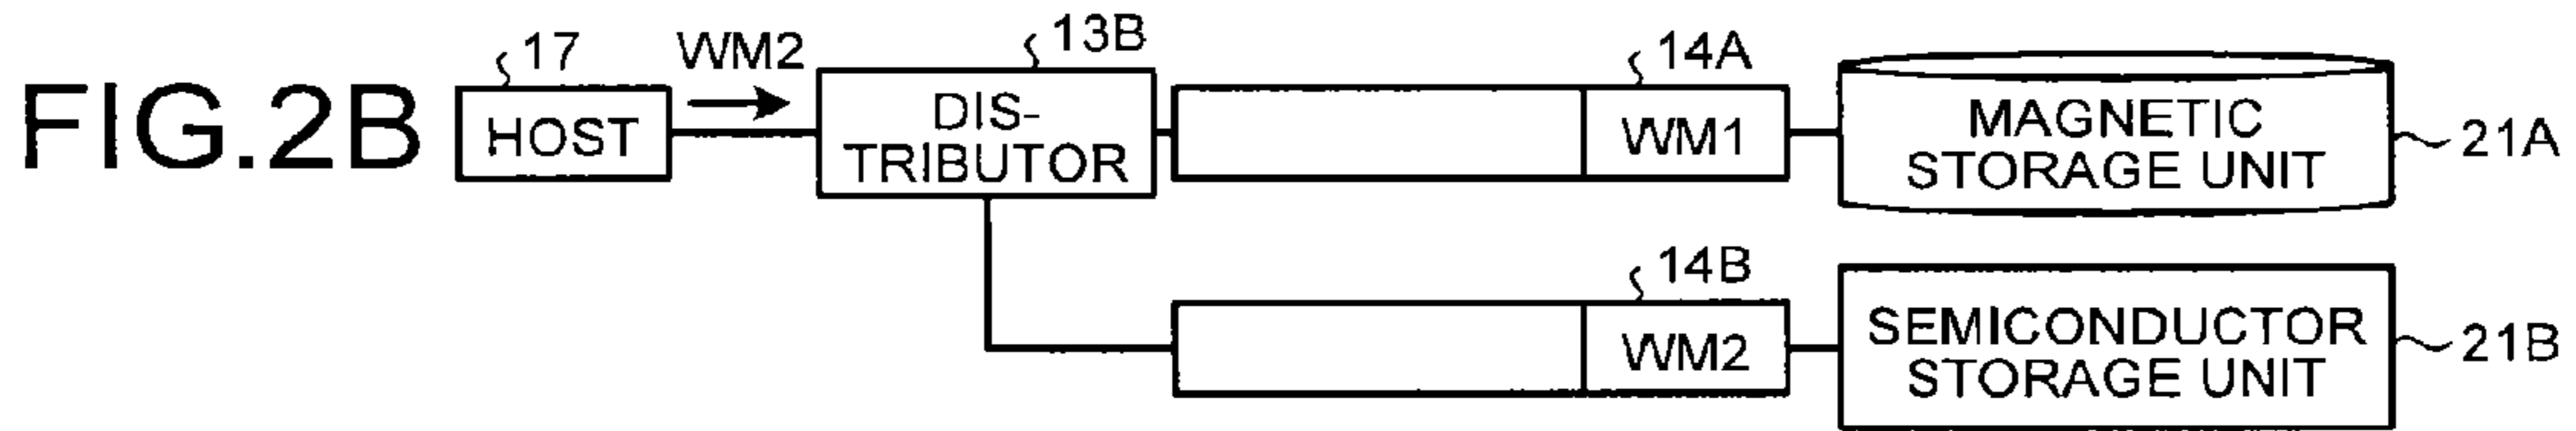 FIG.2B
17
HOST
WM2
13B
DIS-
TRIBUTOR
14A
WM1
MAGNETIC
STORAGE UNIT
21A
14B
WM2
SEMICONDUCTOR
STORAGE UNIT
21B